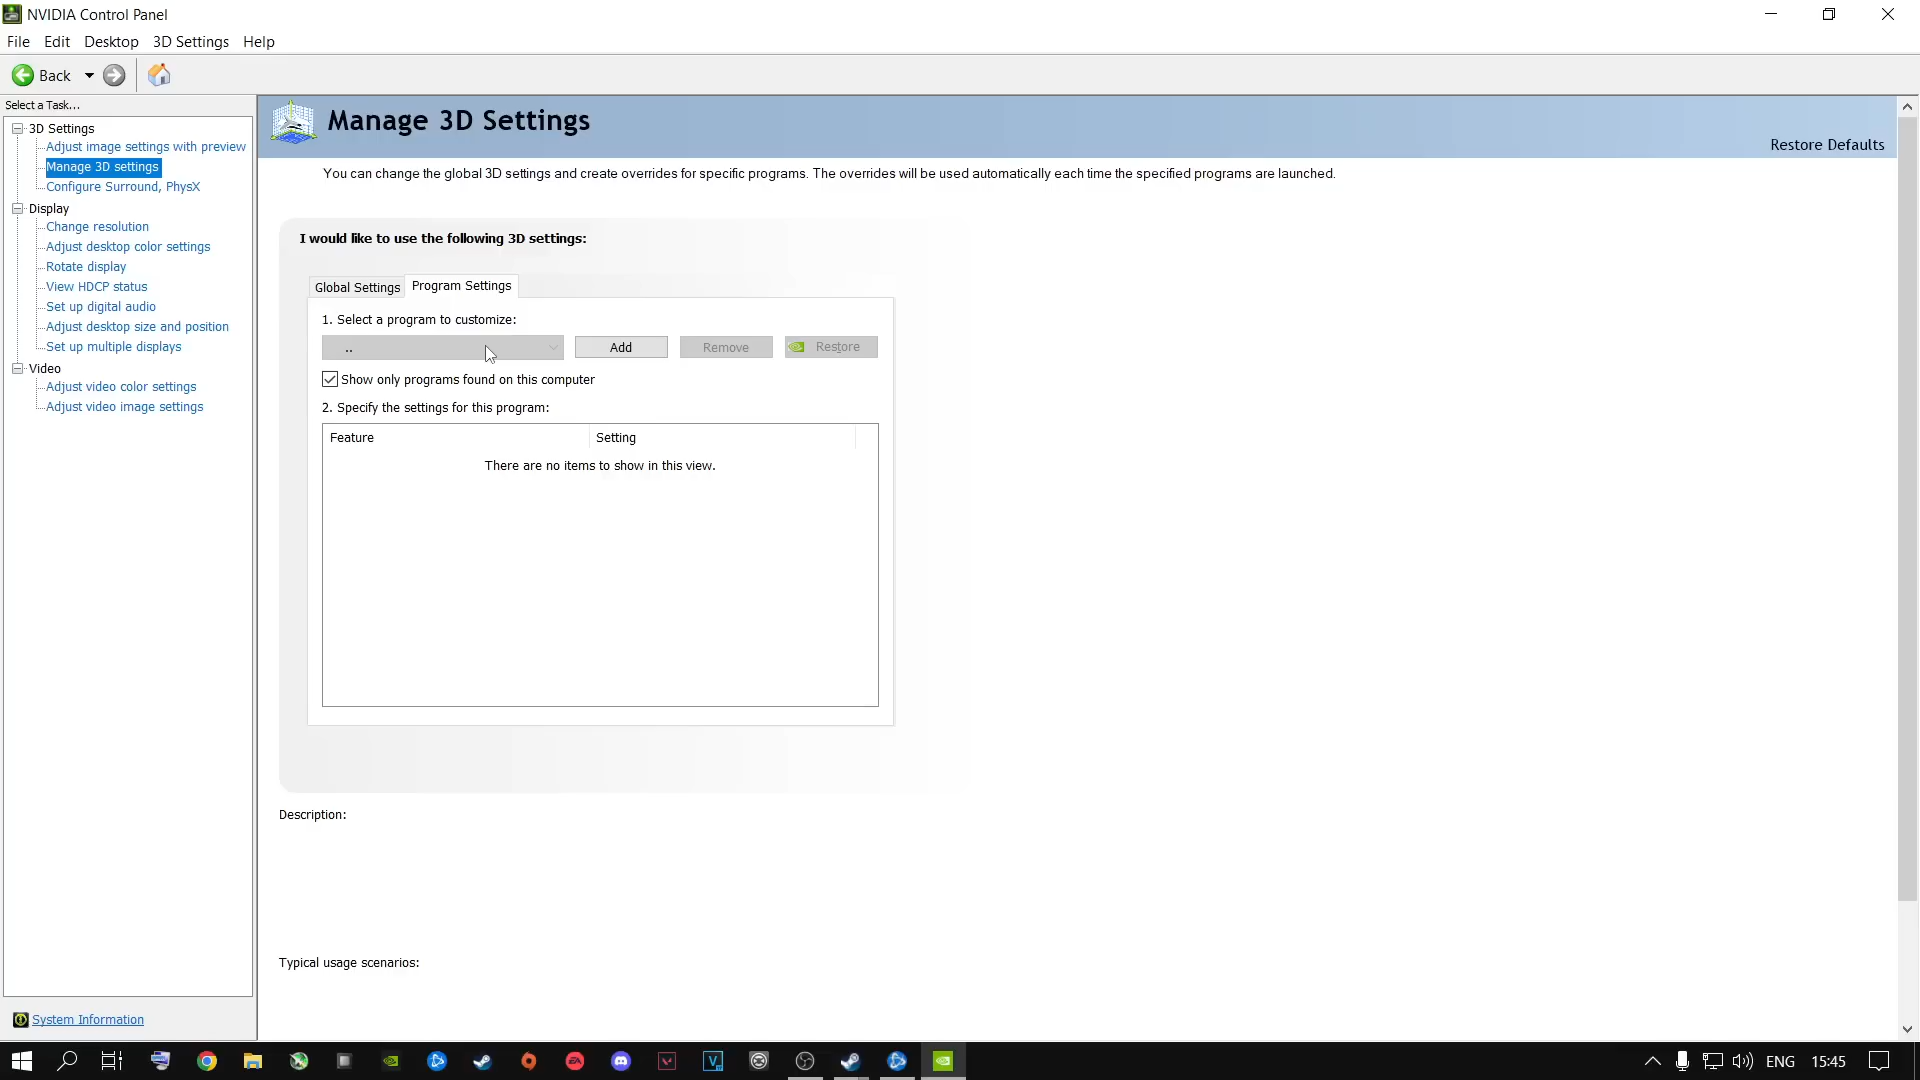 NVIDIA Control Panel
File Edit Desktop 3D Settings Help
Back
Select a Task...
3D Settings
Adjust image settings with preview
Manage 3D settings
Configure Surround, PhysX
Display
Change resolution
Adjust desktop color settings
Rotate display
View HDCP status
Set up digital audio
Adjust desktop size and position
Set up multiple displays
Video
Adjust video color settings
Adjust video image settings
System Information
Manage 3D Settings
Restore Defaults
You can change the global 3D settings and create overrides for specific programs. The overrides will be used automatically each time the specified programs are launched.
I would like to use the following 3D settings:
Global Settings Program Settings
1. Select a program to customize:
.. Add Remove Restore
Show only programs found on this computer
2. Specify the settings for this program:
Feature Setting
There are no items to show in this view.
Description:
Typical usage scenarios:
ENG 15:45